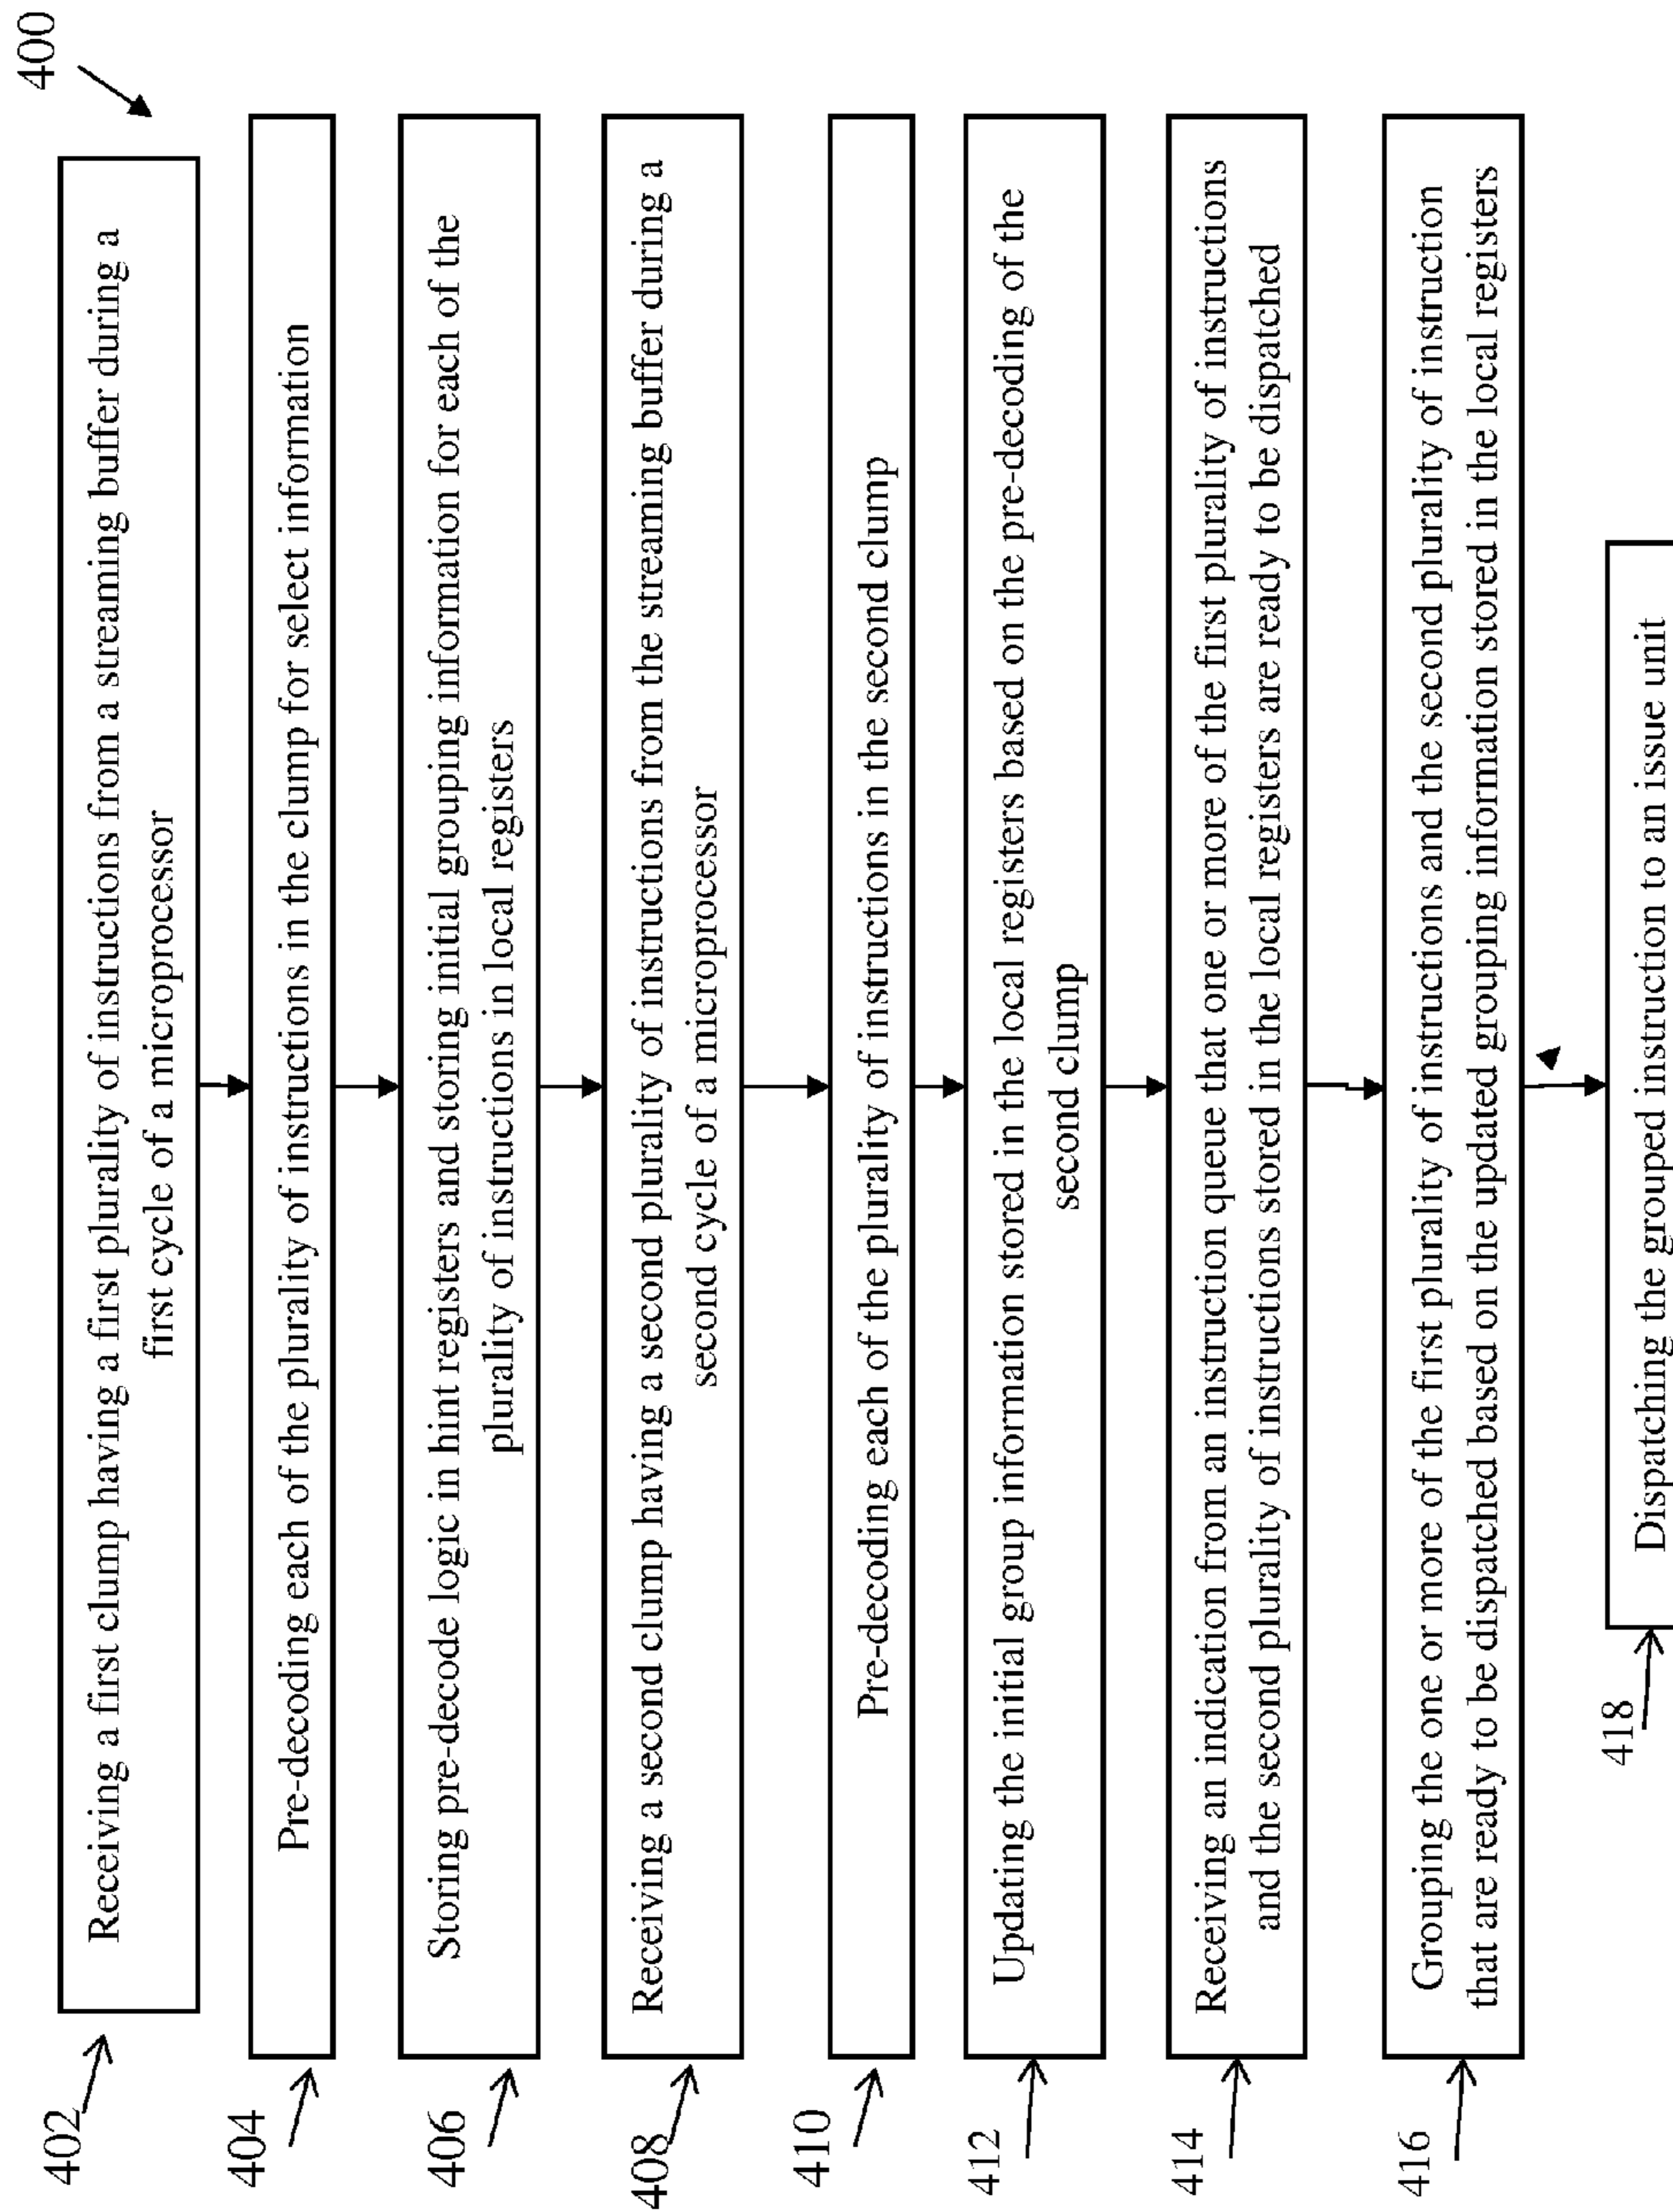 400
402
Receiving a first clump having a first plurality of instructions from a streaming buffer during a
first cycle of a microprocessor
404
Pre-decoding each of the plurality of instructions in the clump for select information
406
Storing pre-decode logic in hint registers and storing initial grouping information for each of the
plurality of instructions in local registers
408
Receiving a second clump having a second plurality of instructions from the streaming buffer during a
second cycle of a microprocessor
410
Pre-decoding each of the plurality of instructions in the second clump
412
Updating the initial group information stored in the local registers based on the pre-decoding of the
second clump
414
Receiving an indication from an instruction queue that one or more of the first plurality of instructions
and the second plurality of instructions stored in the local registers are ready to be dispatched
416
Grouping the one or more of the first plurality of instructions and the second plurality of instruction
that are ready to be dispatched based on the updated grouping information stored in the local registers
418
Dispatching the grouped instruction to an issue unit